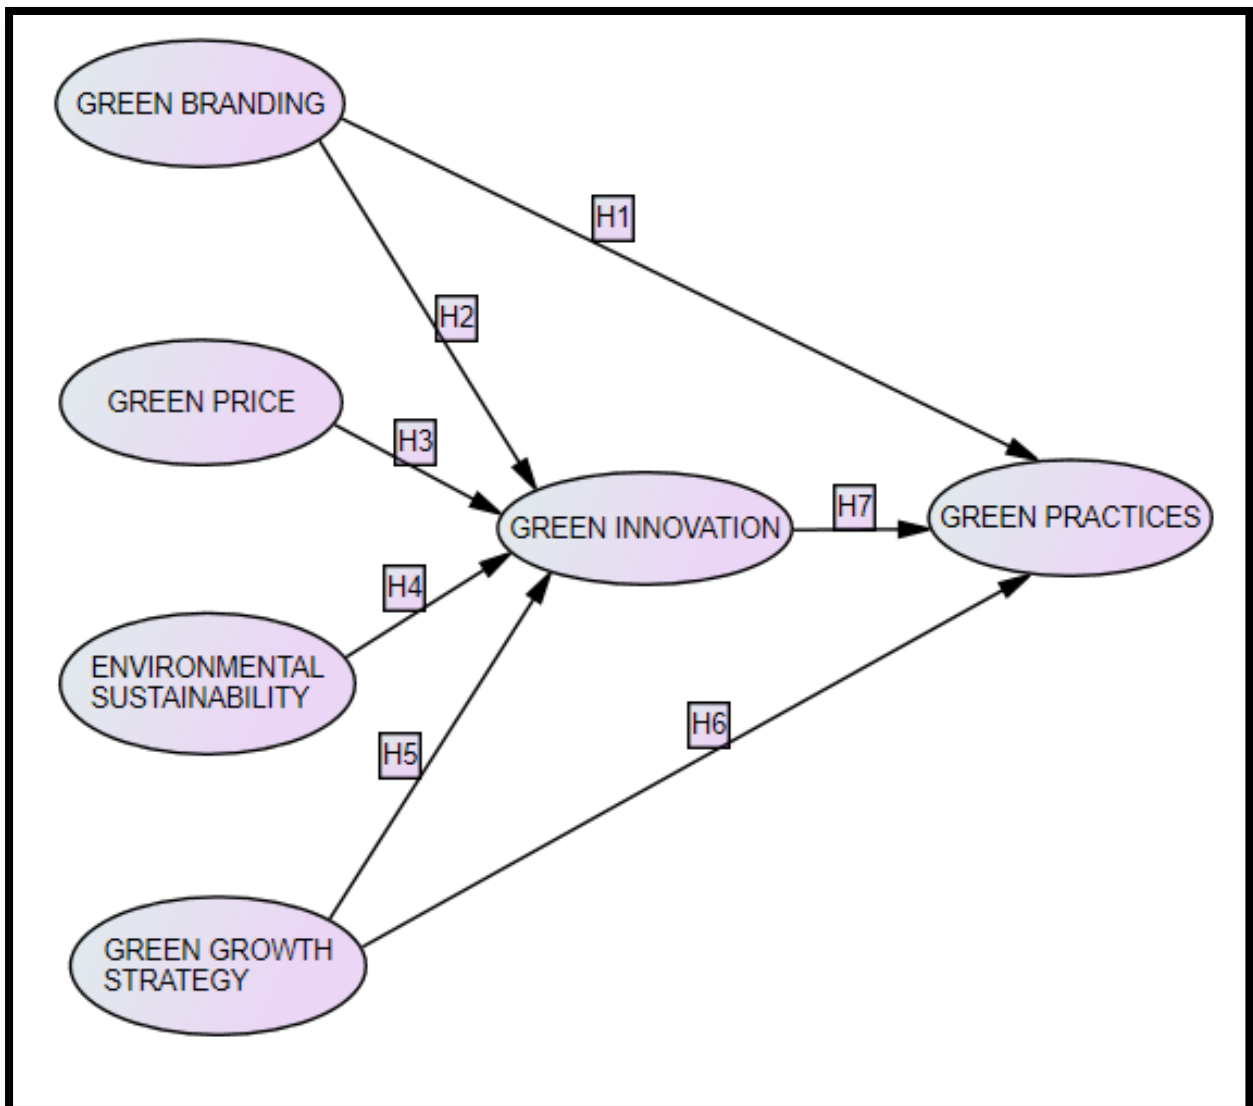 GREEN BRANDING
H1
H2
GREEN PRICE
H3
GREEN INNOVATION
H7
GREEN PRACTICES
H4
ENVIRONMENTAL
SUSTAINABILITY
H5
H6
GREEN GROWTH
STRATEGY